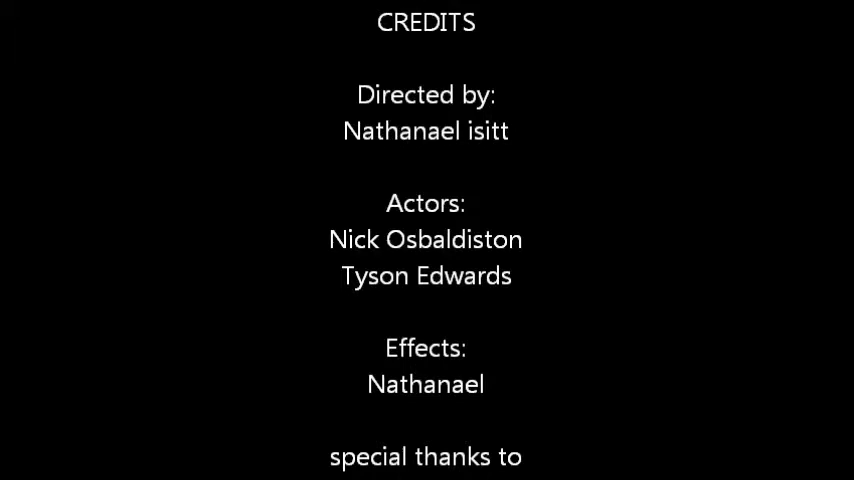 CREDITS
Directed by:
Nathanael isitt
Actors:
Nick Osbaldiston
Tyson Edwards
Effects:
Nathanael
special thanks to